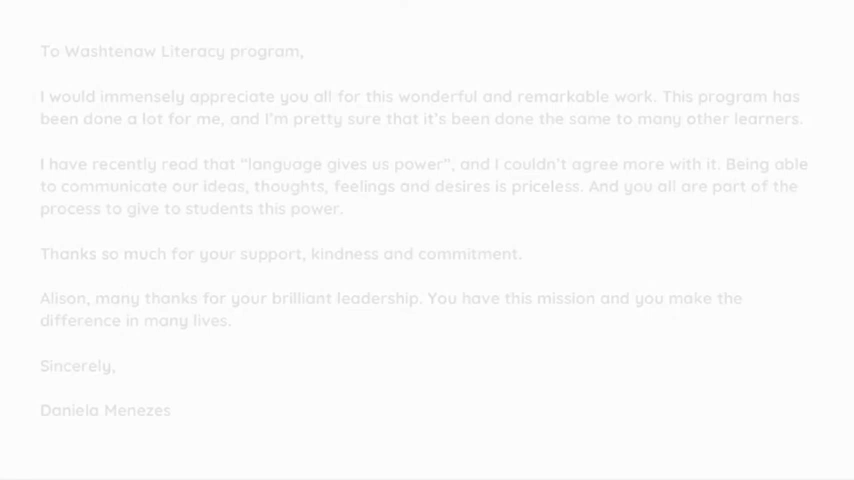 To Washtenaw Literacy program,
I would immensely appreciate you all for this wonderful and remarkable work. This program has
been done a lot for me, and I'm pretty sure that it's been done the same to many other learners.
I have recently read that "language gives us power", and I couldn't agree more with it. Being able
to communicate our ideas, thoughts, feelings and desires is priceless. And you all are part of the
process to give to students this power.
Thanks so much for your support, kindness and commitment.
Alison, many thanks for your brilliant leadership. You have this mission and you make the
difference in many lives.
Sincerely,
Daniela Menezes